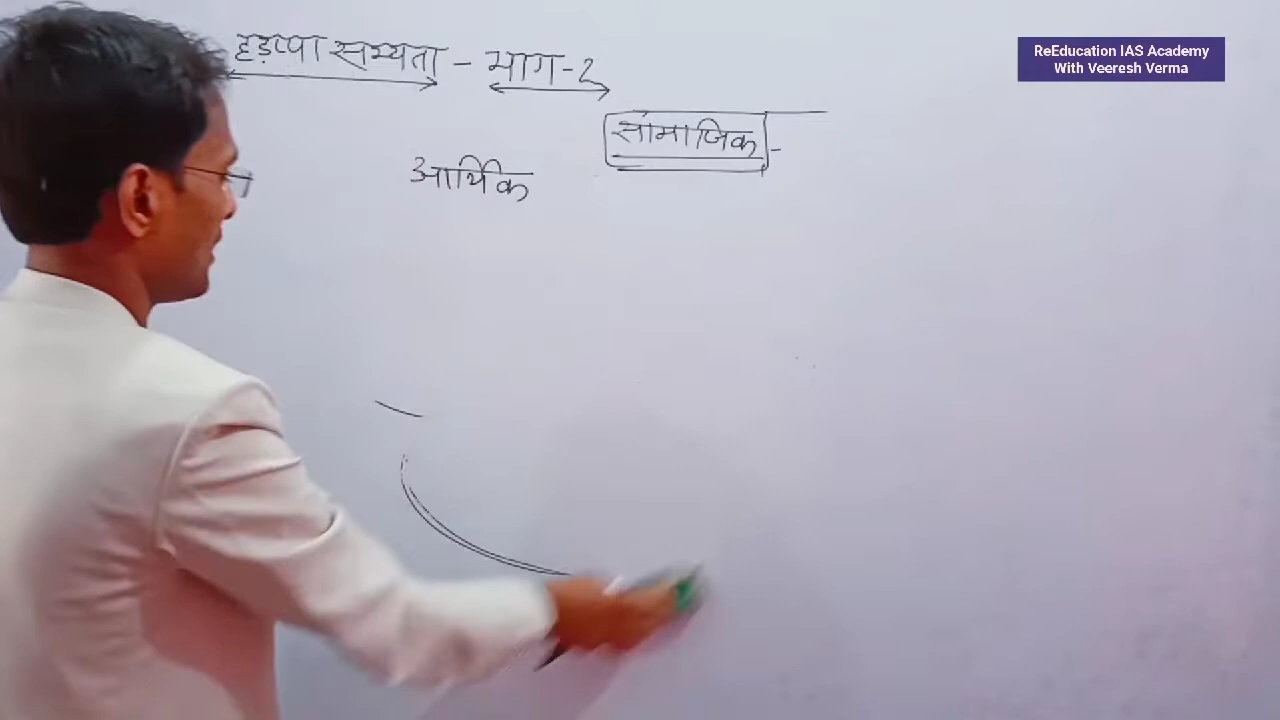 हड़प्पा सभ्यता - भाग-2
सामाजिक -
आर्थिक
ReEducation IAS Academy
With Veeresh Verma